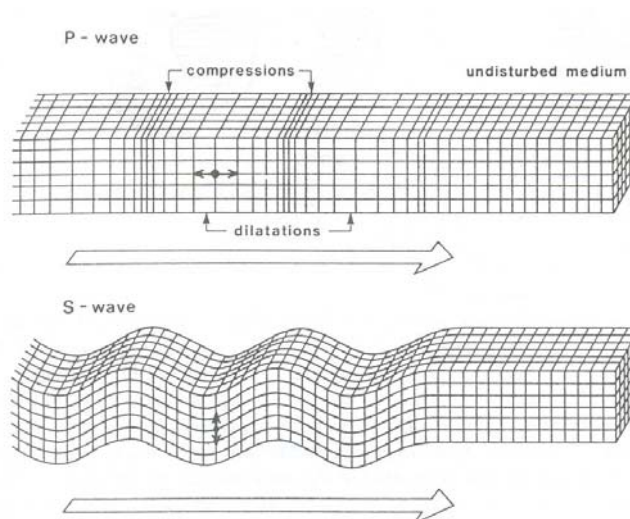 P - wave
compressions
undisturbed medium
dilatations
S - wave